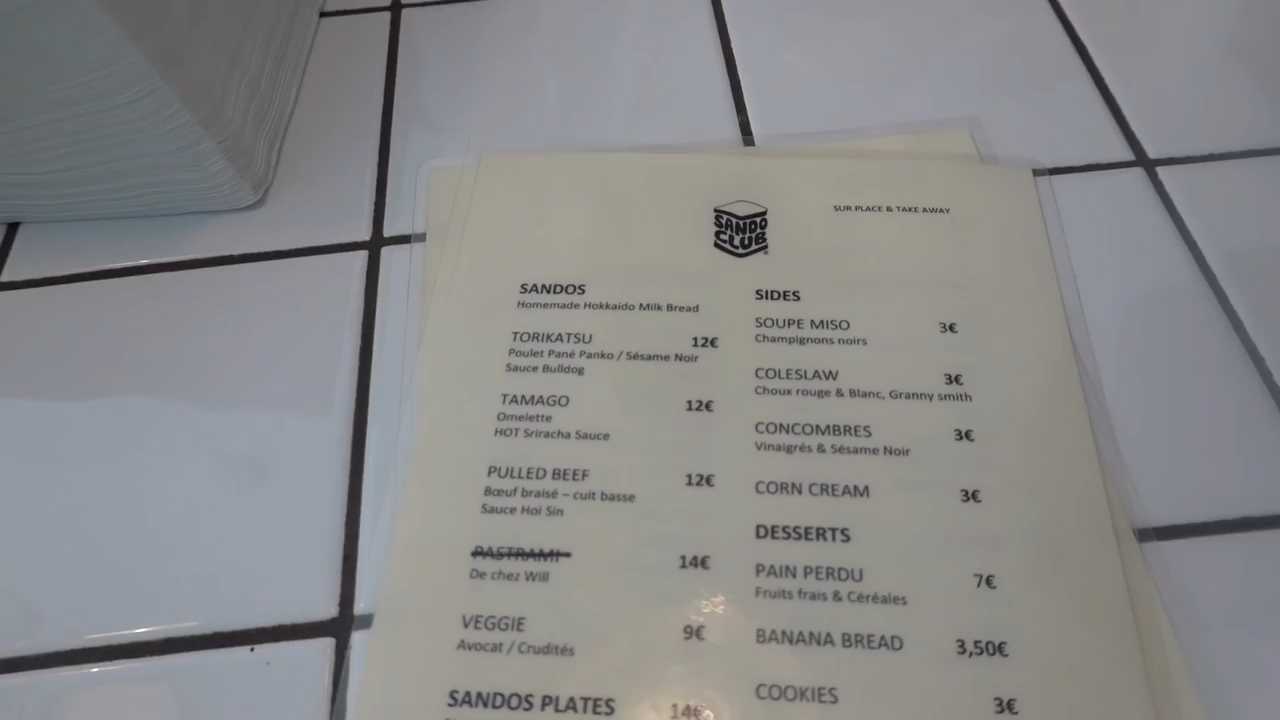 SANDO
CLUB
SUR PLACE & TAKE AWAY
SANDOS
Homemade Hokkaido Milk Bread
TORIKATSU 12€
Poulet Pané Panko / Sésame Noir
Sauce Bulldog
TAMAGO 12€
Omelette
HOT Sriracha Sauce
PULLED BEEF 12€
Bœuf braisé – cuit basse
Sauce Hoi Sin
PASTRAMI 14€
De chez Will
VEGGIE 9€
Avocat / Crudités
SANDOS PLATES 14€
SIDES
SOUPE MISO 3€
Champignons noirs
COLESLAW 3€
Choux rouge & Blanc, Granny smith
CONCOMBRES 3€
Vinaigrés & Sésame Noir
CORN CREAM 3€
DESSERTS
PAIN PERDU 7€
Fruits frais & Céréales
BANANA BREAD 3,50€
COOKIES 3€